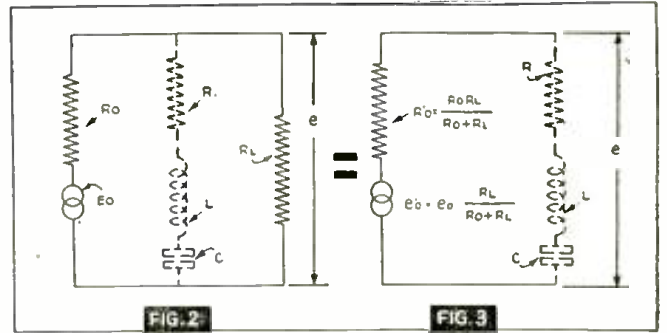 RO
EO
R.
L
C
RL
e
FIG. 2
=
R'O = RORL / RO+RL
e'o = eo RL / RO+RL
R
L
C
e
FIG. 3